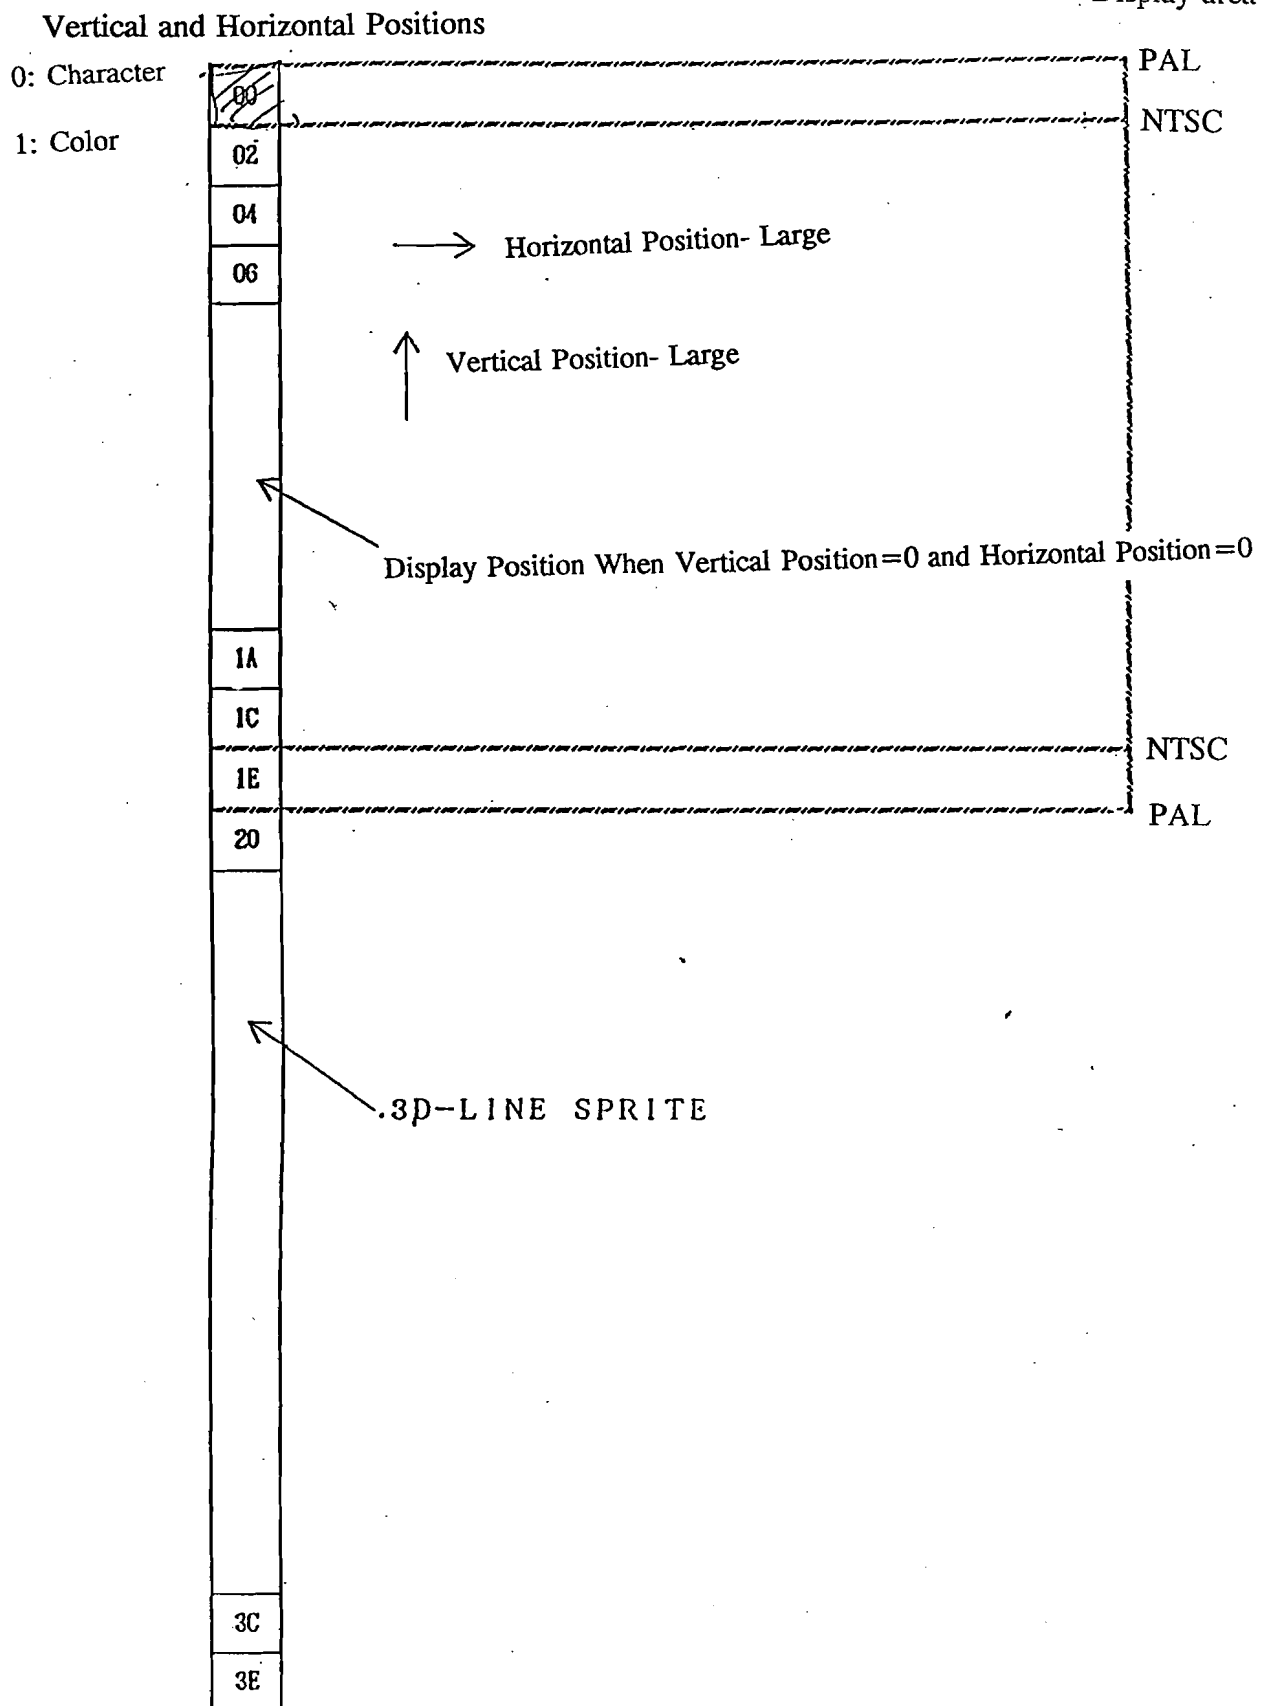 Display area
Vertical and Horizontal Positions
0: Character
PAL
00
NTSC
1: Color
02
04
Horizontal Position- Large
06
Vertical Position- Large
Display Position When Vertical Position=0 and Horizontal Position=0
1A
1C
NTSC
1E
PAL
20
.3D-LINE SPRITE
3C
3E